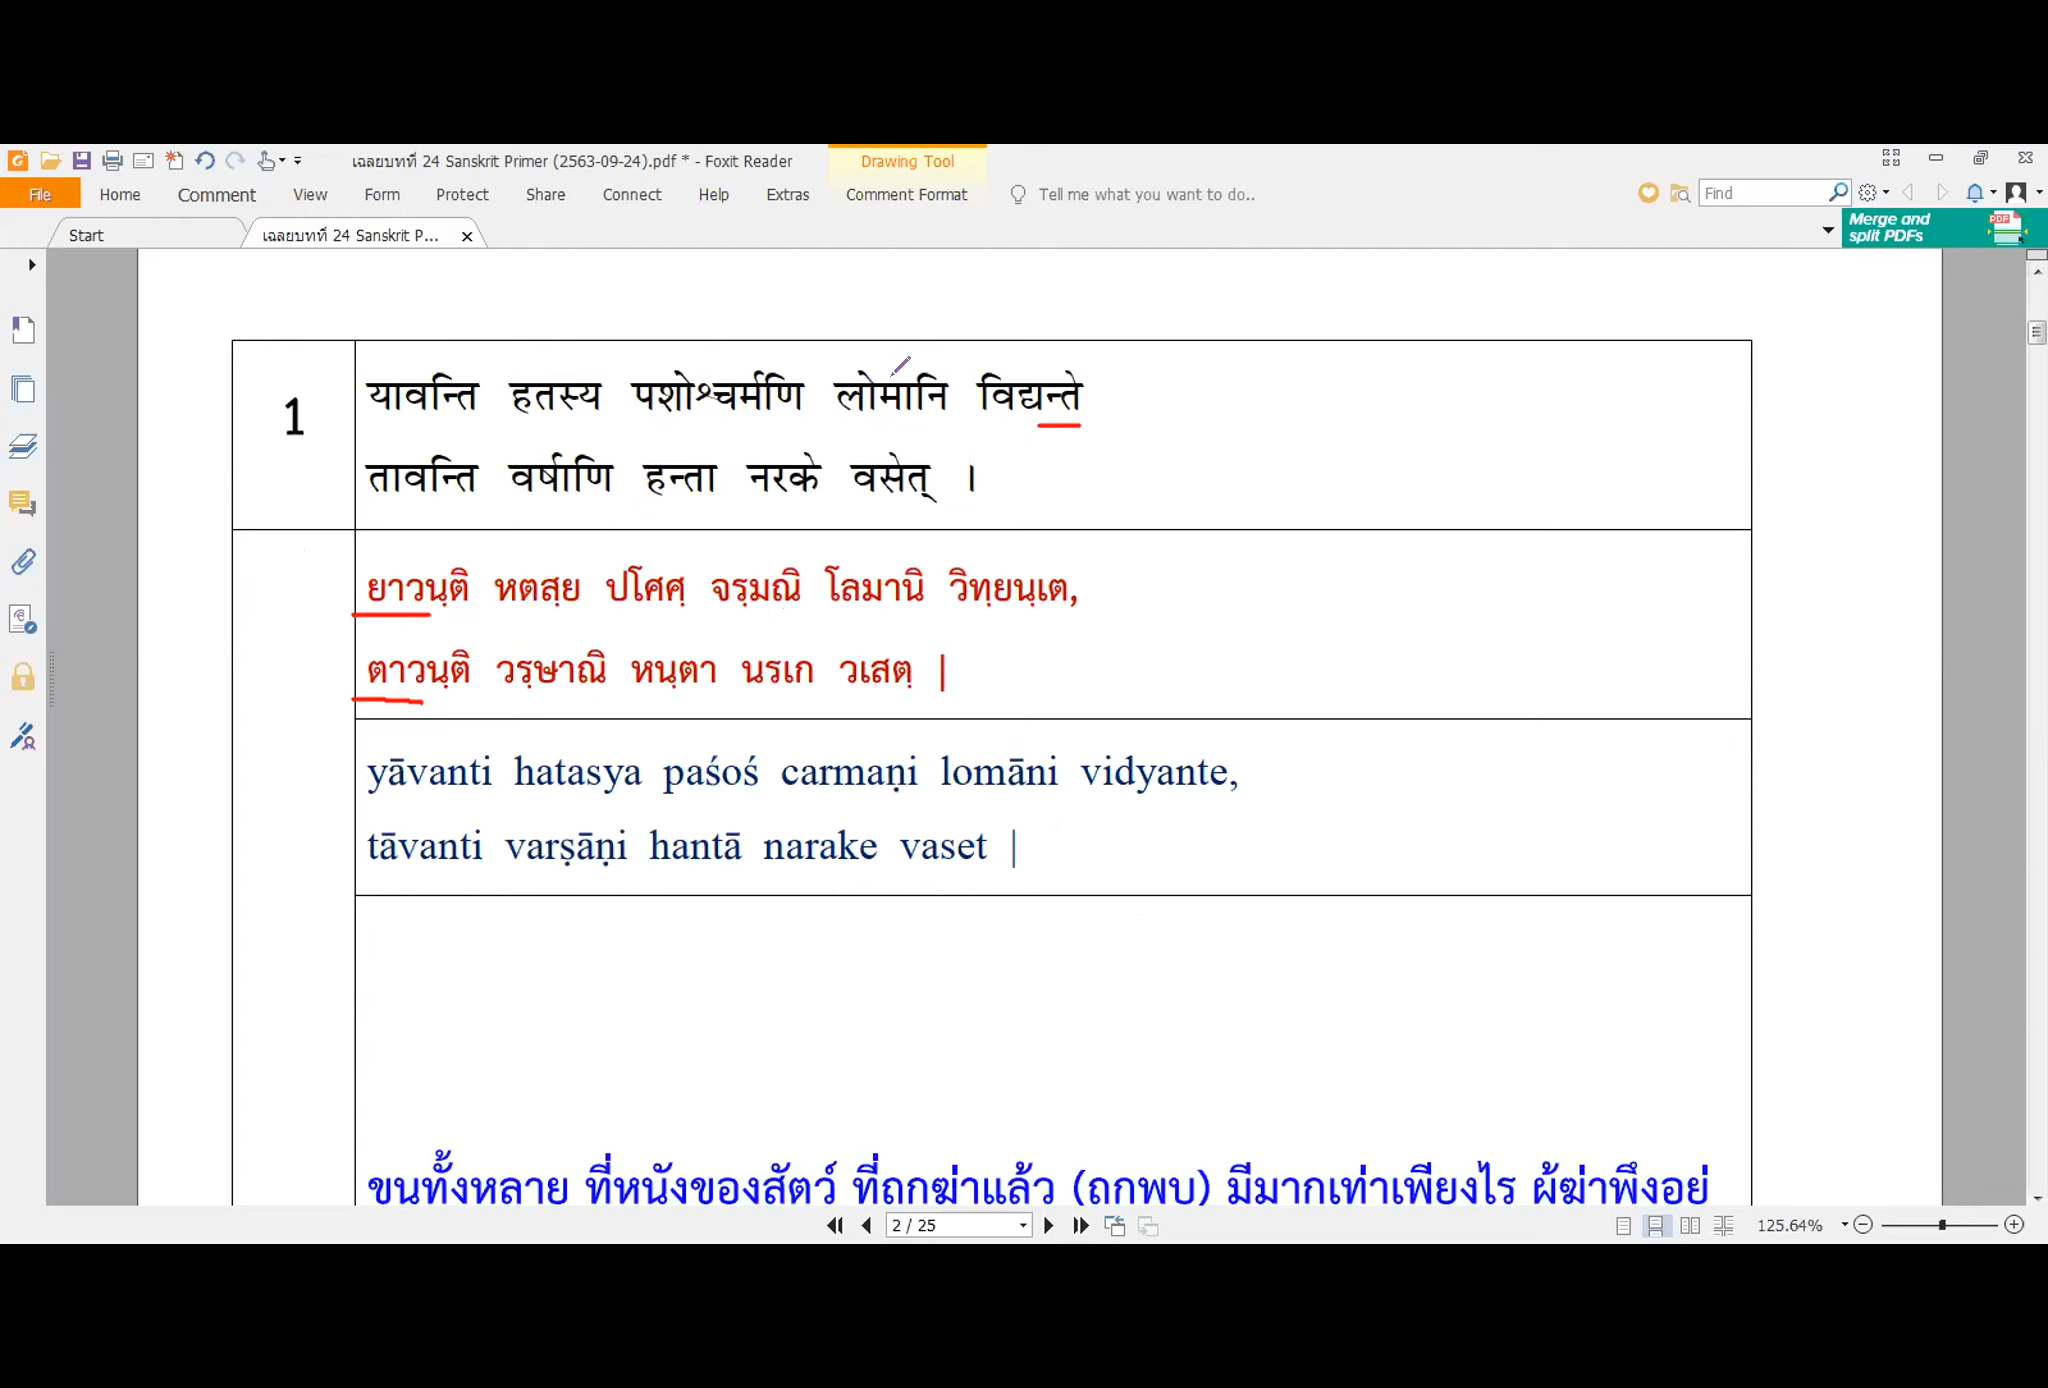 เฉลยบทที่ 24 Sanskrit Primer (2563-09-24).pdf * - Foxit Reader
Drawing Tool
File Home Comment View Form Protect Share Connect Help Extras Comment Format Tell me what you want to do.. Find
Start
เฉลยบทที่ 24 Sanskrit P...
Merge and
split PDFs
1
यावन्ति हतस्य पशोश्चर्मणि लोमानि विद्यन्ते
तावन्ति वर्षाणि हन्ता नरके वसेत् ।
ยาวนฺติ หตสฺย ปโศศฺ จรฺมณิ โลมานิ วิทฺยนฺเต,
ตาวนฺติ วรฺษาณิ หนฺตา นรเก วเสตฺ |
yāvanti hatasya paśoś carmaṇi lomāni vidyante,
tāvanti varṣāṇi hantā narake vaset |
ขนทั้งหลาย ที่หนังของสัตว์ ที่ถูกฆ่าแล้ว (ถูกพบ) มีมากเท่าเพียงไร ผู้ฆ่าพึงอยู่
2 / 25
125.64%